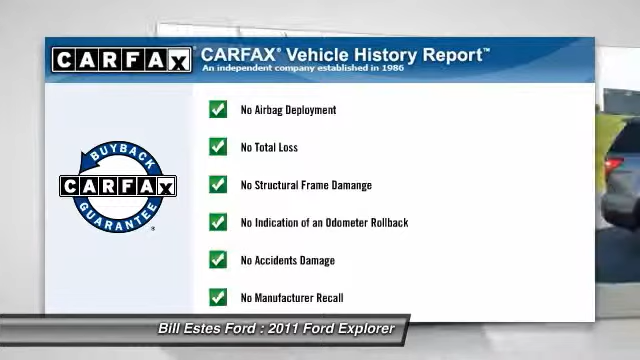 CARFAX CARFAX® Vehicle History Report™
An independent company established in 1986
No Airbag Deployment
No Total Loss
BUYBACK
CARFAX
GUARANTEE®
No Structural Frame Damange
No Indication of an Odometer Rollback
No Accidents Damage
No Manufacturer Recall
Bill Estes Ford : 2011 Ford Explorer